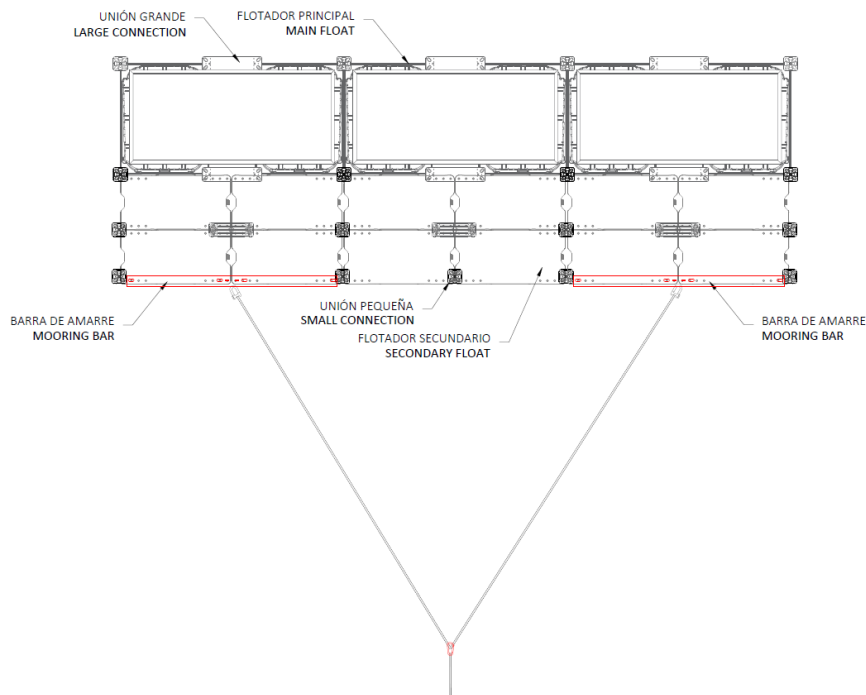 UNIÓN GRANDE
LARGE CONNECTION
FLOTADOR PRINCIPAL
MAIN FLOAT
BARRA DE AMARRE
MOORING BAR
UNIÓN PEQUEÑA
SMALL CONNECTION
FLOTADOR SECUNDARIO
SECONDARY FLOAT
BARRA DE AMARRE
MOORING BAR